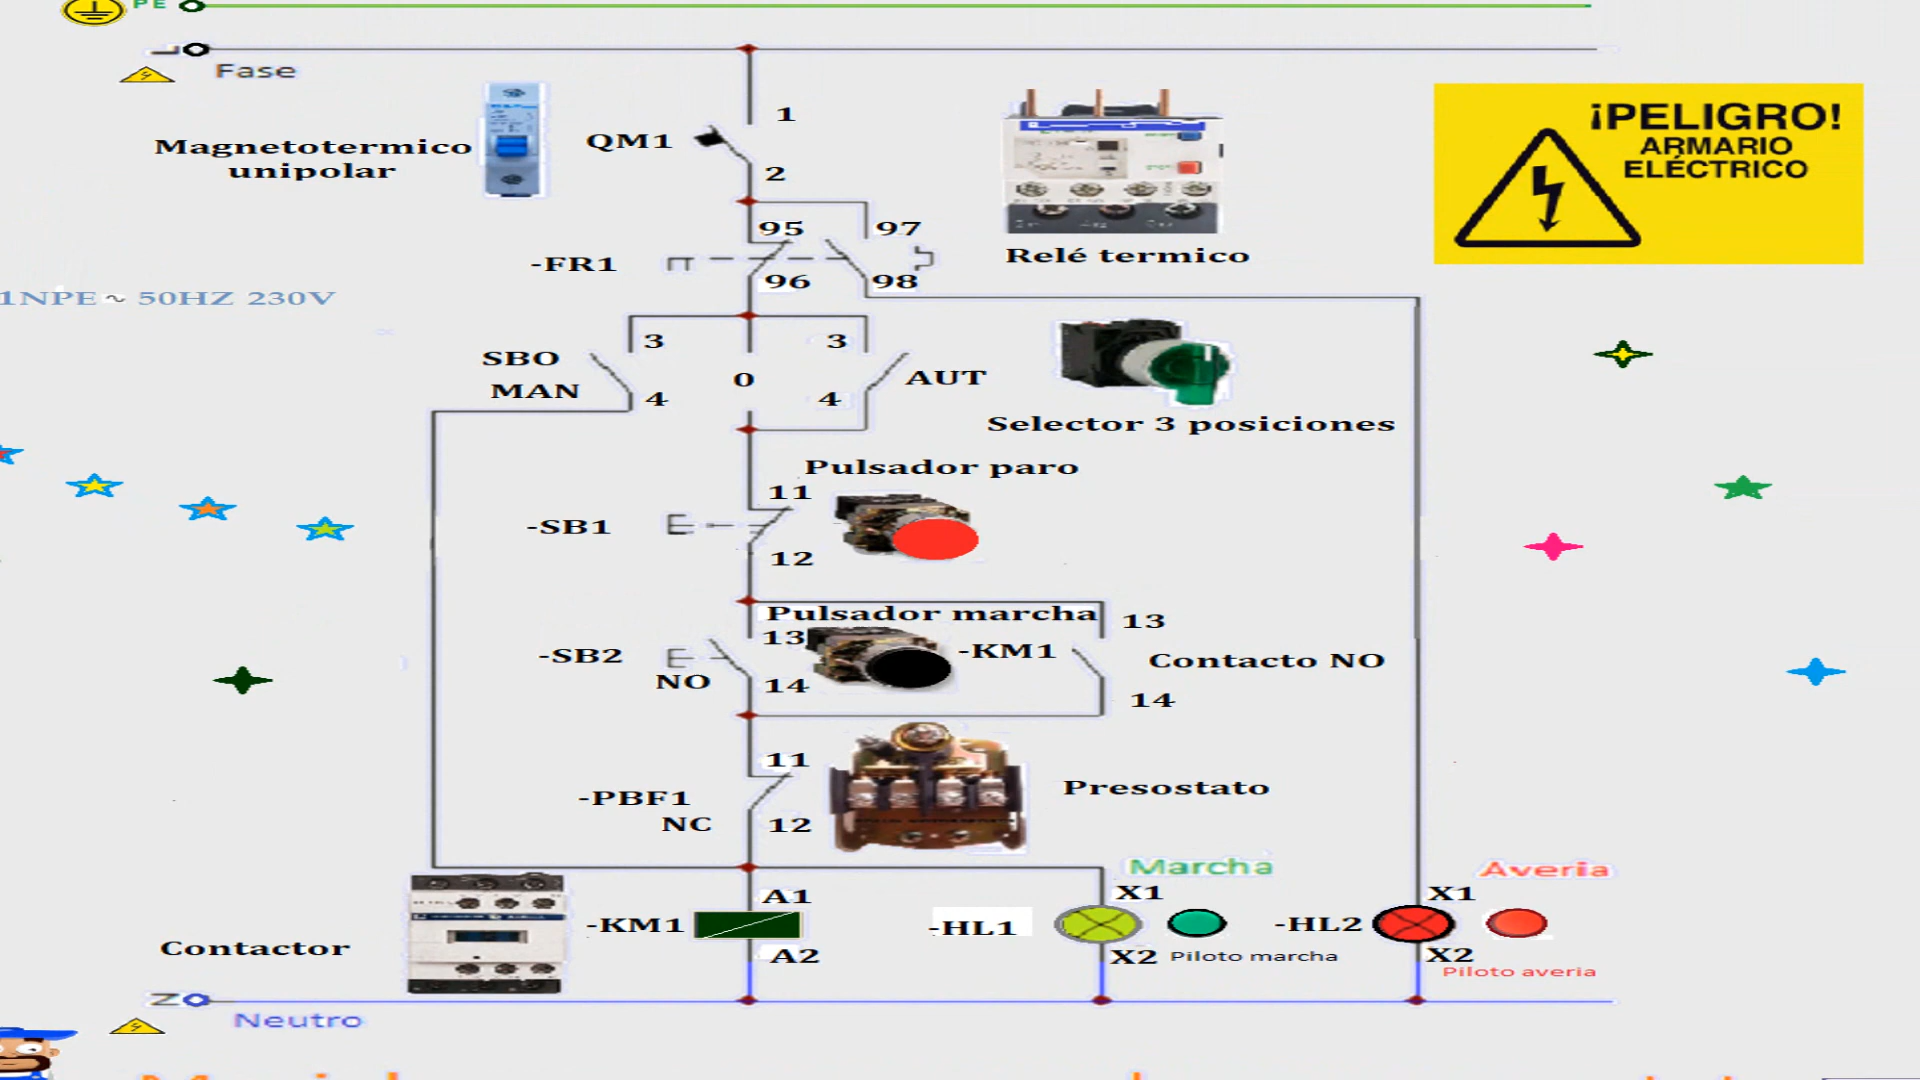 PE
L
Fase
1
QM1
2
Magnetotermico
unipolar
¡PELIGRO!
ARMARIO
ELÉCTRICO
95
97
-FR1
96
98
Relé termico
1NPE ~ 50HZ 230V
SBO
MAN
3
4
0
3
4
AUT
Selector 3 posiciones
Pulsador paro
11
-SB1
12
Pulsador marcha
13
-SB2
NO
14
-KM1
13
Contacto NO
14
11
-PBF1
NC
12
Presostato
Marcha
Averia
A1
-KM1
A2
Contactor
X1
-HL1
X2
Piloto marcha
X1
-HL2
X2
Piloto averia
N
Neutro